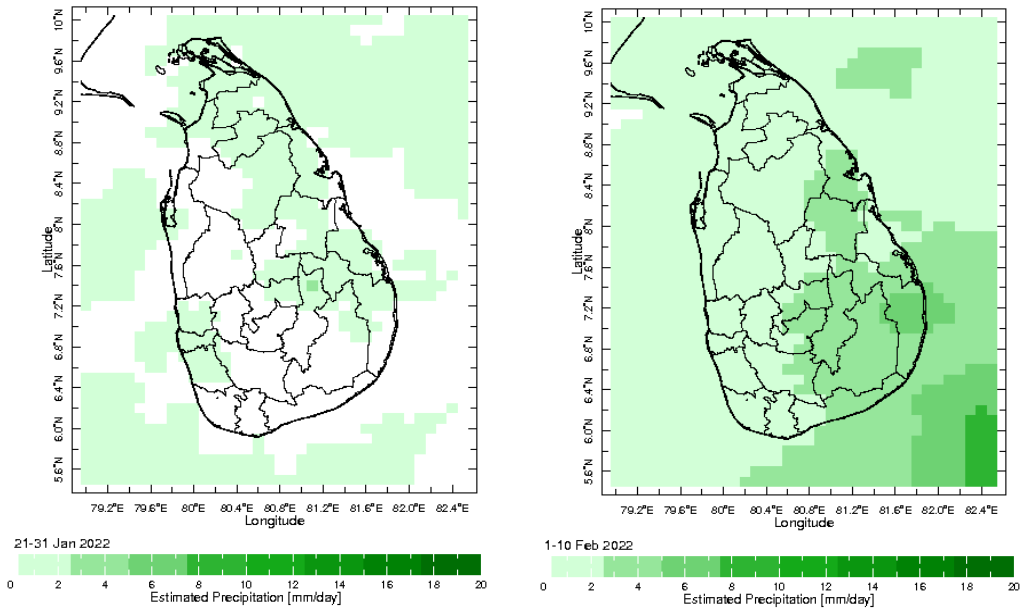 10°N
9.6°N
9.2°N
8.8°N
8.4°N
8°N
7.6°N
7.2°N
6.8°N
6.4°N
6.0°N
5.6°N
Latitude
79.2°E 79.6°E 80°E 80.4°E 80.8°E 81.2°E 81.6°E 82.0°E 82.4°E
Longitude
21-31 Jan 2022
0 2 4 6 8 10 12 14 16 18 20
Estimated Precipitation [mm/day]
10°N
9.6°N
9.2°N
8.8°N
8.4°N
8°N
7.6°N
7.2°N
6.8°N
6.4°N
6.0°N
5.6°N
Latitude
79.2°E 79.6°E 80°E 80.4°E 80.8°E 81.2°E 81.6°E 82.0°E 82.4°E
Longitude
1-10 Feb 2022
0 2 4 6 8 10 12 14 16 18 20
Estimated Precipitation [mm/day]